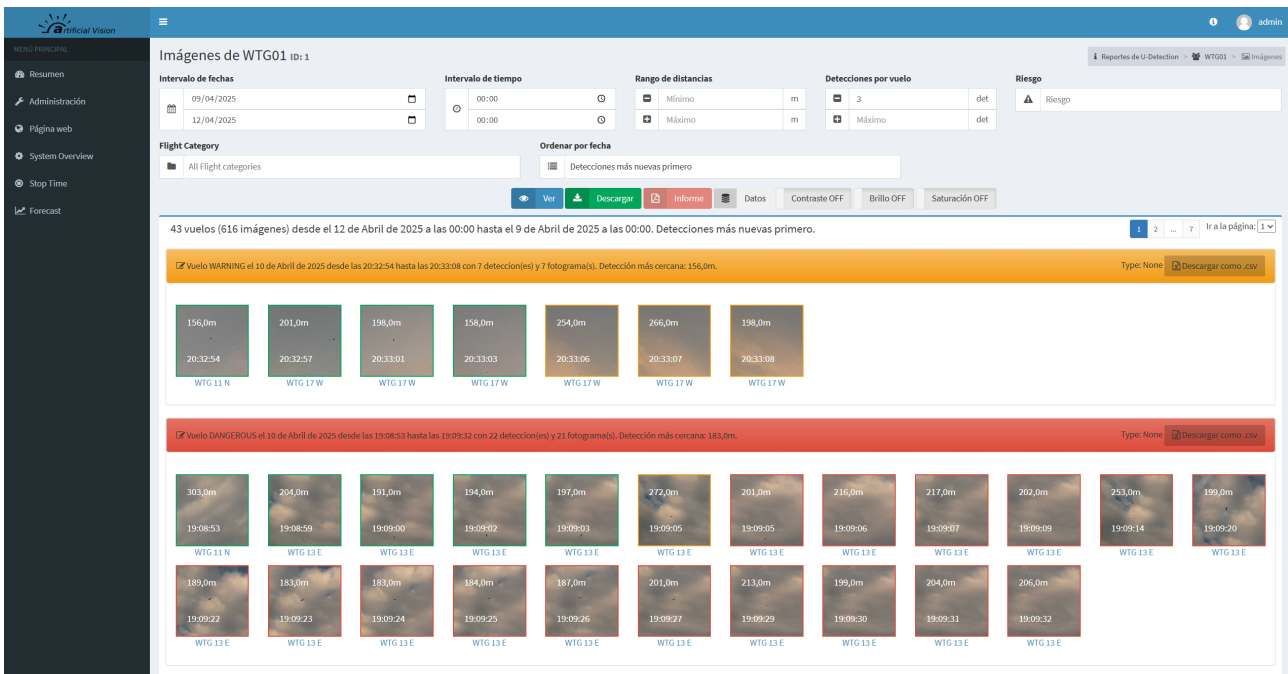 artificial Vision
admin
MENÚ PRINCIPAL
Resumen
Administración
Página web
System Overview
Stop Time
Forecast
Imágenes de WTG01 ID: 1
Reportes de U-Detection > WTG01 > Imágenes
Intervalo de fechas
09/04/2025
12/04/2025
Intervalo de tiempo
00:00
00:00
Rango de distancias
Mínimo m
Máximo m
Detecciones por vuelo
3 det
Máximo det
Riesgo
Riesgo
Flight Category
All Flight categories
Ordenar por fecha
Detecciones más nuevas primero
Ver Descargar Informe Datos Contraste OFF Brillo OFF Saturación OFF
43 vuelos (616 imágenes) desde el 12 de Abril de 2025 a las 00:00 hasta el 9 de Abril de 2025 a las 00:00. Detecciones más nuevas primero.
1 2 ... 7 Ir a la página: 1
Vuelo WARNING el 10 de Abril de 2025 desde las 20:32:54 hasta las 20:33:08 con 7 deteccion(es) y 7 fotograma(s). Detección más cercana: 156,0m.
Type: None Descargar como .csv
156,0m 201,0m 198,0m 158,0m 254,0m 266,0m 198,0m
20:32:54 20:32:57 20:33:01 20:33:03 20:33:06 20:33:07 20:33:08
WTG 11 N WTG 17 W WTG 17 W WTG 17 W WTG 17 W WTG 17 W WTG 17 W
Vuelo DANGEROUS el 10 de Abril de 2025 desde las 19:08:53 hasta las 19:09:32 con 22 deteccion(es) y 21 fotograma(s). Detección más cercana: 183,0m.
Type: None Descargar como .csv
303,0m 204,0m 191,0m 194,0m 197,0m 272,0m 201,0m 216,0m 217,0m 202,0m 253,0m 199,0m
19:08:53 19:08:59 19:09:00 19:09:02 19:09:03 19:09:05 19:09:05 19:09:06 19:09:07 19:09:09 19:09:14 19:09:20
WTG 11 N WTG 13 E WTG 13 E WTG 13 E WTG 13 E WTG 13 E WTG 13 E WTG 13 E WTG 13 E WTG 13 E WTG 13 E WTG 13 E
189,0m 183,0m 183,0m 184,0m 187,0m 201,0m 213,0m 199,0m 204,0m 206,0m
19:09:22 19:09:23 19:09:24 19:09:25 19:09:26 19:09:27 19:09:29 19:09:30 19:09:31 19:09:32
WTG 13 E WTG 13 E WTG 13 E WTG 13 E WTG 13 E WTG 13 E WTG 13 E WTG 13 E WTG 13 E WTG 13 E